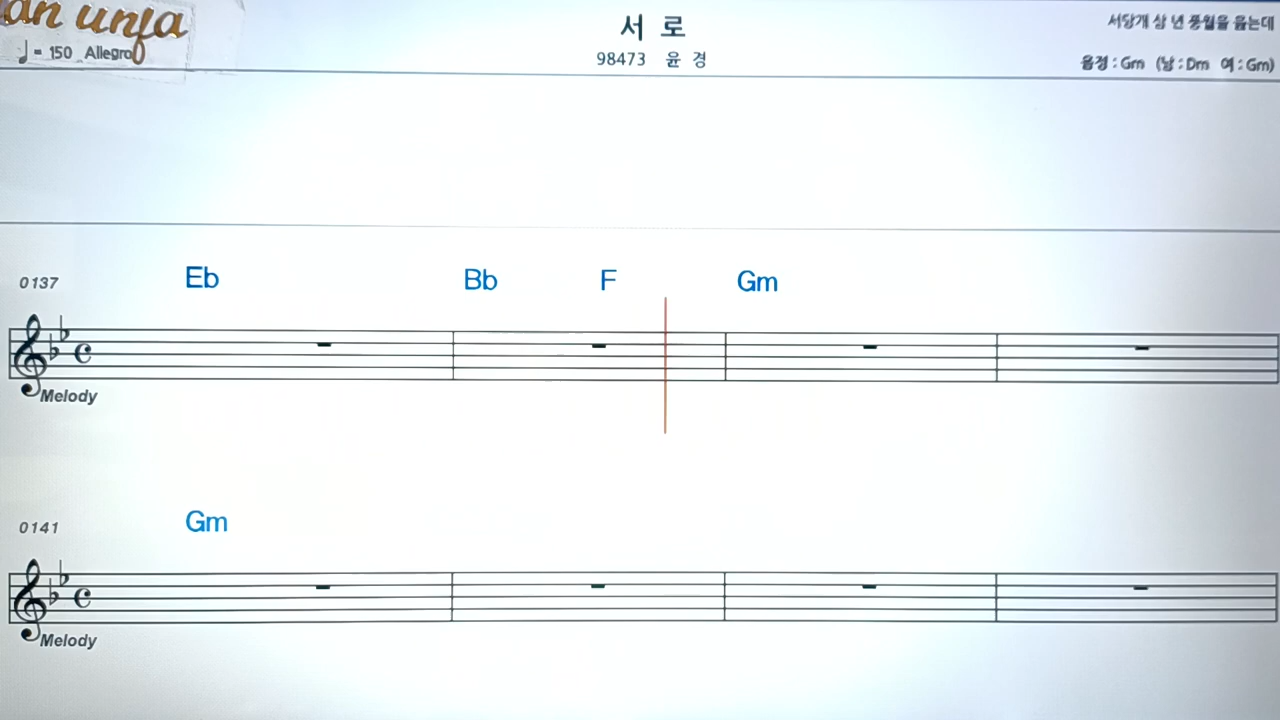 an unja
♩ = 150 Allegro
서 로
98473 윤 경
서당개 삼 년 풍월을 읊는데
음정 : Gm (남 : Dm 여 : Gm)
0137 Eb Bb F Gm
Melody
0141 Gm
Melody